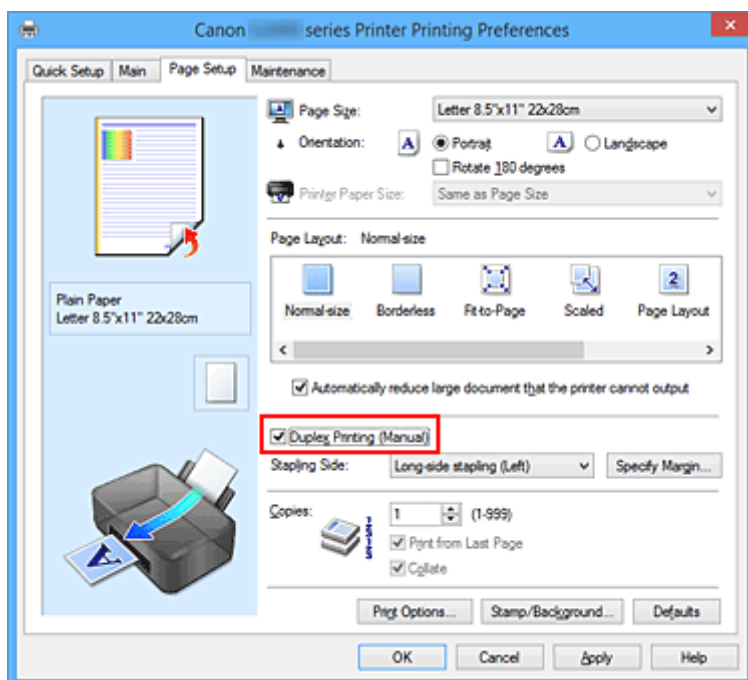 Canon series Printer Printing Preferences
Quick Setup Main Page Setup Maintenance
Page Size: Letter 8.5"x11" 22x28cm
Orientation: A Portrait A Landscape
Rotate 180 degrees
Printer Paper Size: Same as Page Size
Page Layout: Normal-size
2
Normal-size Borderless Fit-to-Page Scaled Page Layout
Plain Paper
Letter 8.5"x11" 22x28cm
Automatically reduce large document that the printer cannot output
Duplex Printing (Manual)
Stapling Side: Long-side stapling (Left) Specify Margin...
Copies: 1 (1-999)
Print from Last Page
Collate
A
Print Options... Stamp/Background... Defaults
OK Cancel Apply Help